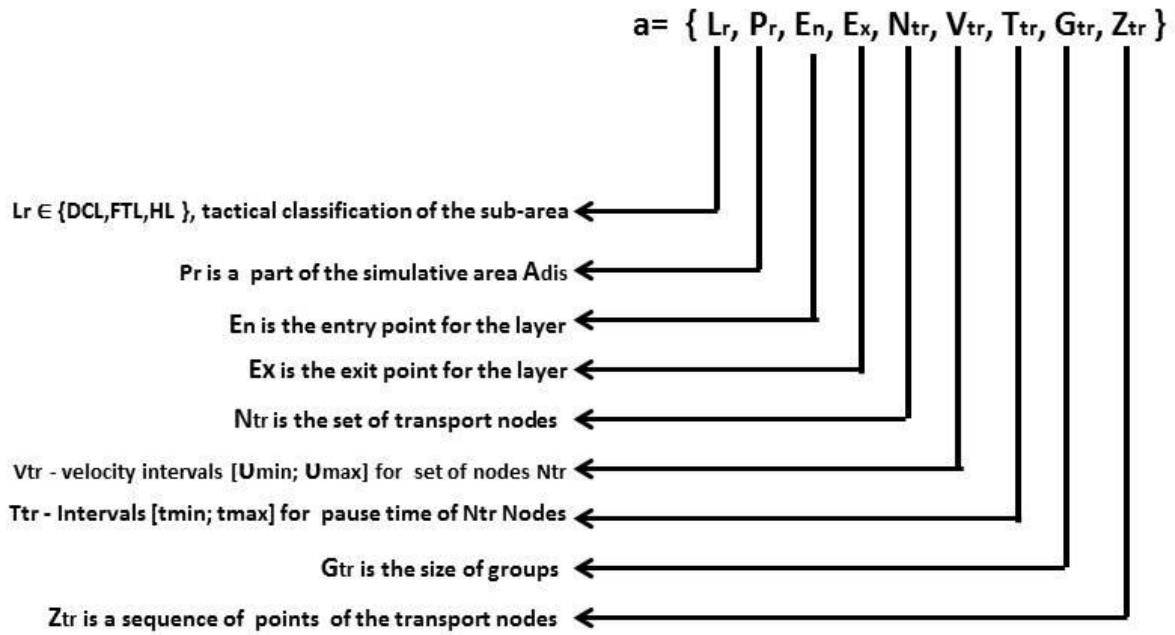 a= { Lr, Pr, En, Ex, Ntr, Vtr, Ttr, Gtr, Ztr }
Lr ∈ {DCL,FTL,HL }, tactical classification of the sub-area
Pr is a part of the simulative area Adis
En is the entry point for the layer
Ex is the exit point for the layer
Ntr is the set of transport nodes
Vtr - velocity intervals [Umin; Umax] for set of nodes Ntr
Ttr - Intervals [tmin; tmax] for pause time of Ntr Nodes
Gtr is the size of groups
Ztr is a sequence of points of the transport nodes